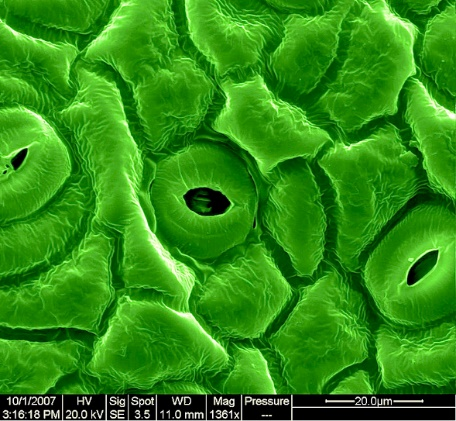 10/1/2007 HV Sig Spot WD Mag Pressure
3:16:18 PM 20.0 kV SE 3.5 11.0 mm 1361x --- 20.0µm